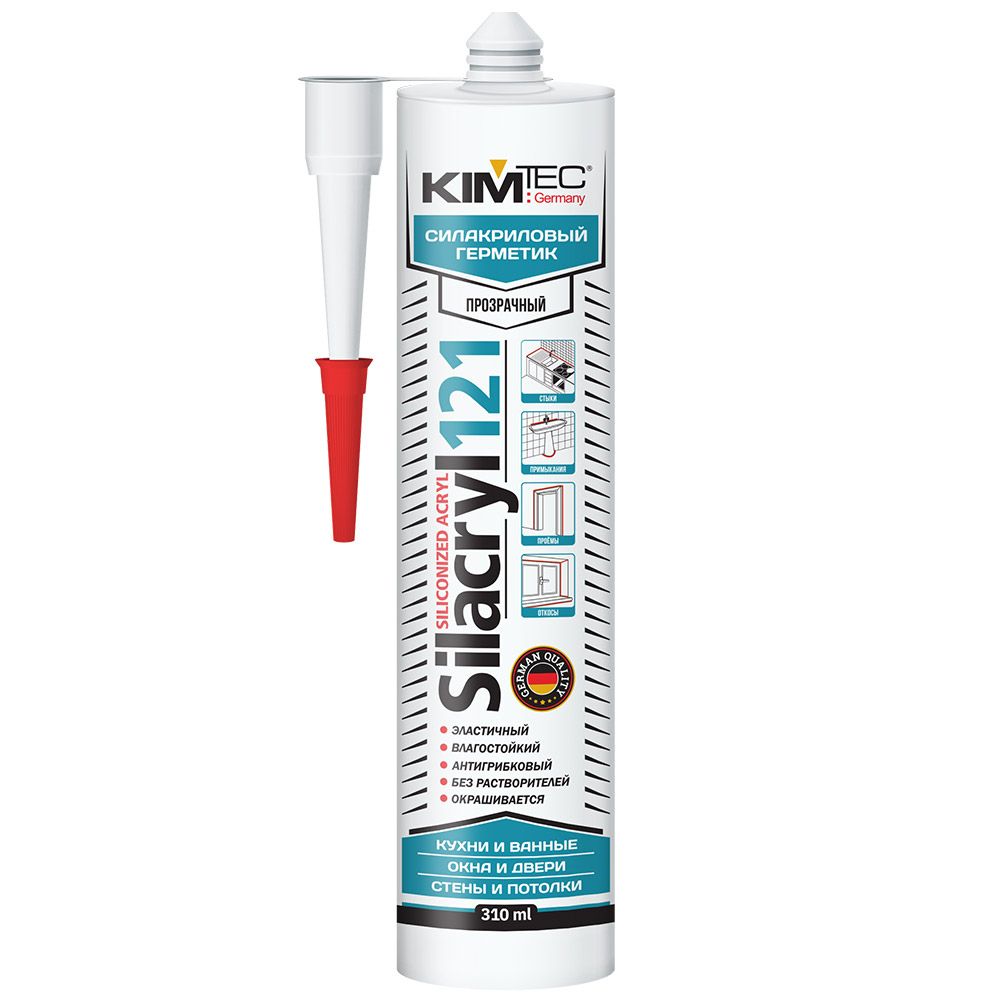 KIMTEC®
Germany
СИЛАКРИЛОВЫЙ
ГЕРМЕТИК
ПРОЗРАЧНЫЙ
Silacryl 121
SILICONIZED ACRYL
СТЫКИ
ПРИМЫКАНИЯ
ПРОЁМЫ
ОТКОСЫ
GERMAN QUALITY
ЭЛАСТИЧНЫЙ
ВЛАГОСТОЙКИЙ
АНТИГРИБКОВЫЙ
БЕЗ РАСТВОРИТЕЛЕЙ
ОКРАШИВАЕТСЯ
КУХНИ И ВАННЫЕ
ОКНА И ДВЕРИ
СТЕНЫ И ПОТОЛКИ
310 ml